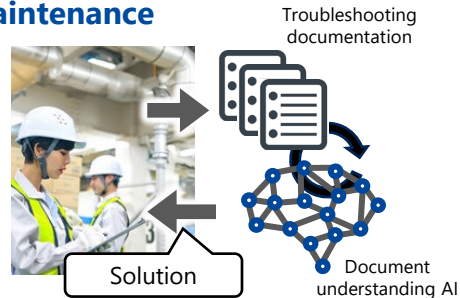 aintenance
Troubleshooting
documentation
Solution
Document
understanding AI